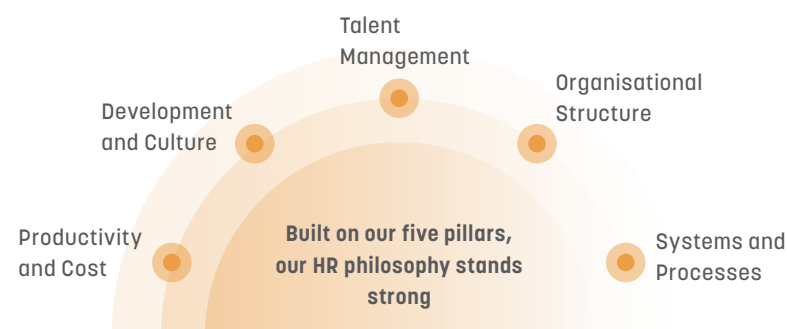 Talent
Management
Organisational
Structure
Development
and Culture
Productivity
and Cost
Built on our five pillars,
our HR philosophy stands
strong
Systems and
Processes